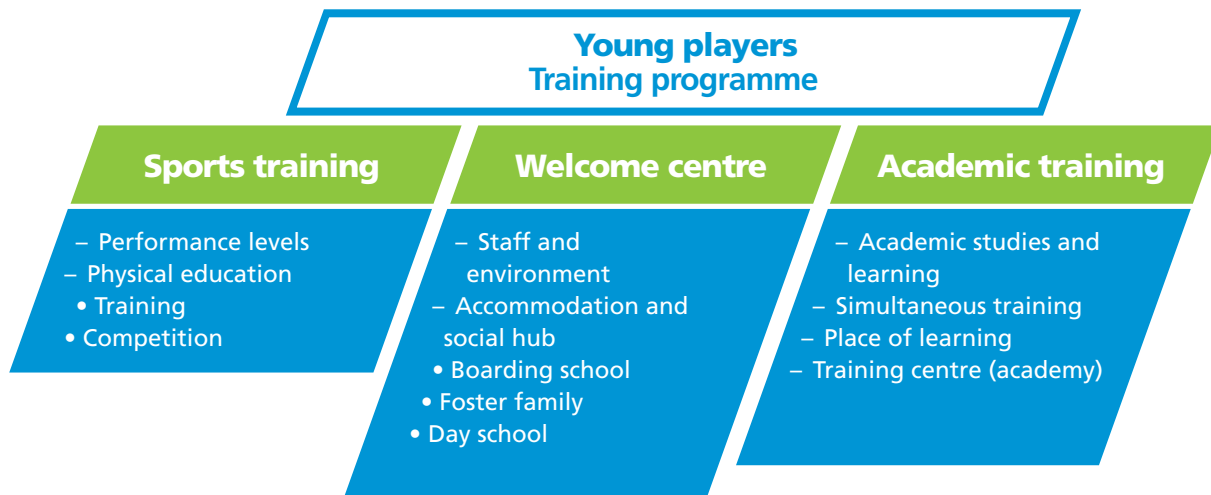 Young players
Training programme
Sports training
– Performance levels
– Physical education
• Training
• Competition
Welcome centre
– Staff and
environment
– Accommodation and
social hub
• Boarding school
• Foster family
• Day school
Academic training
– Academic studies and
learning
– Simultaneous training
– Place of learning
– Training centre (academy)